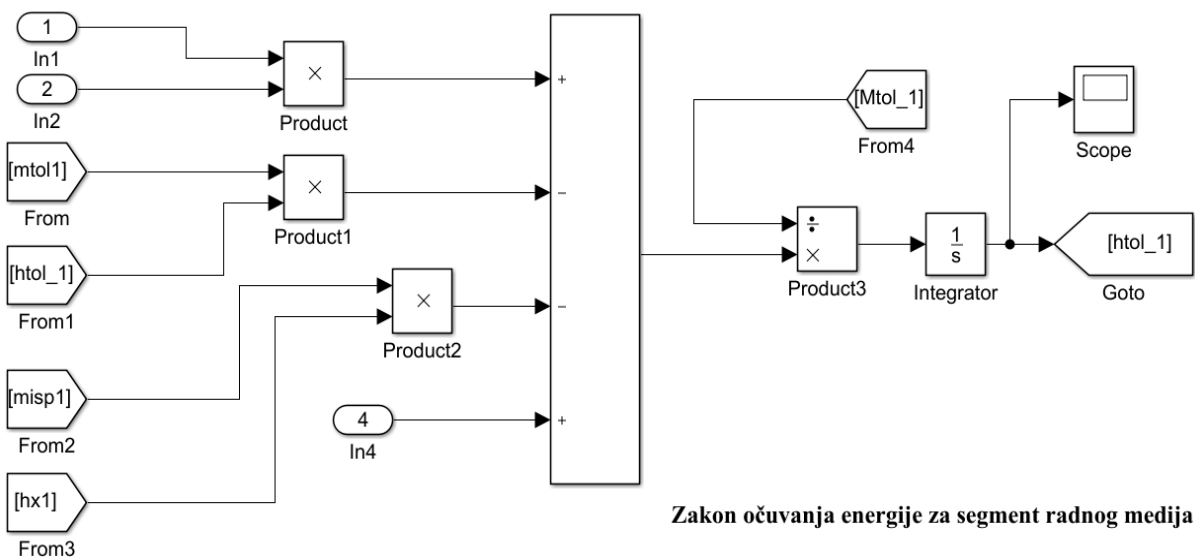 1
In1
2
In2
×
Product
[mtol1]
From
[htol_1]
From1
×
Product1
[misp1]
From2
[hx1]
From3
×
Product2
4
In4
+
−
−
+
[Mtol_1]
From4
÷
×
Product3
1
s
Integrator
Scope
[htol_1]
Goto
Zakon očuvanja energije za segment radnog medija